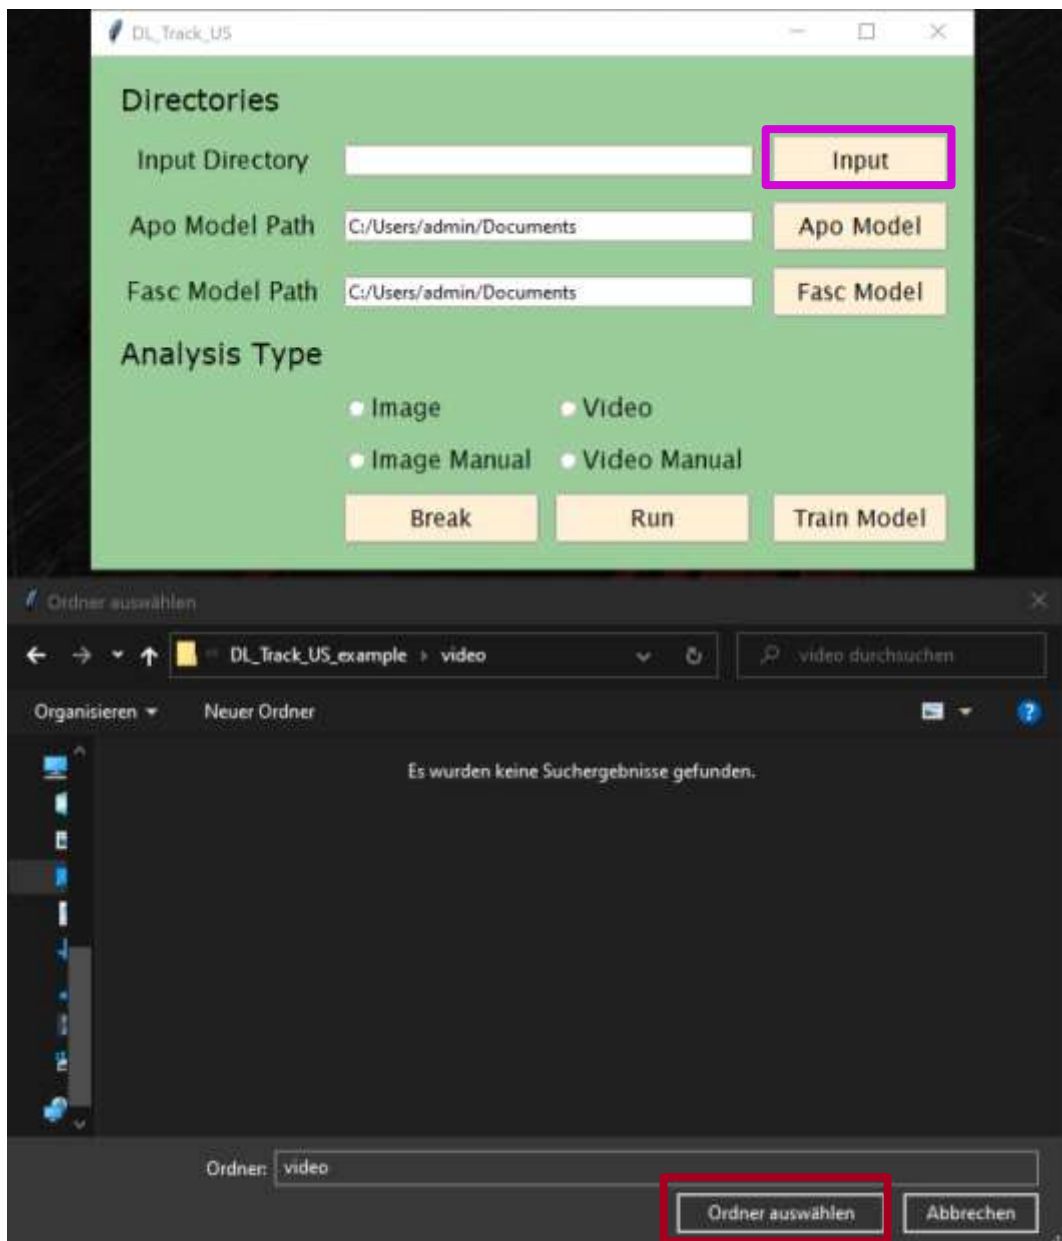 DL_Track_US
Directories
Input Directory
Input
Apo Model Path
C:/Users/admin/Documents
Apo Model
Fasc Model Path
C:/Users/admin/Documents
Fasc Model
Analysis Type
Image
Video
Image Manual
Video Manual
Break
Run
Train Model
Ordner auswählen
DL_Track_US_example › video
video durchsuchen
Organisieren
Neuer Ordner
?
Es wurden keine Suchergebnisse gefunden.
Ordner: video
Ordner auswählen
Abbrechen